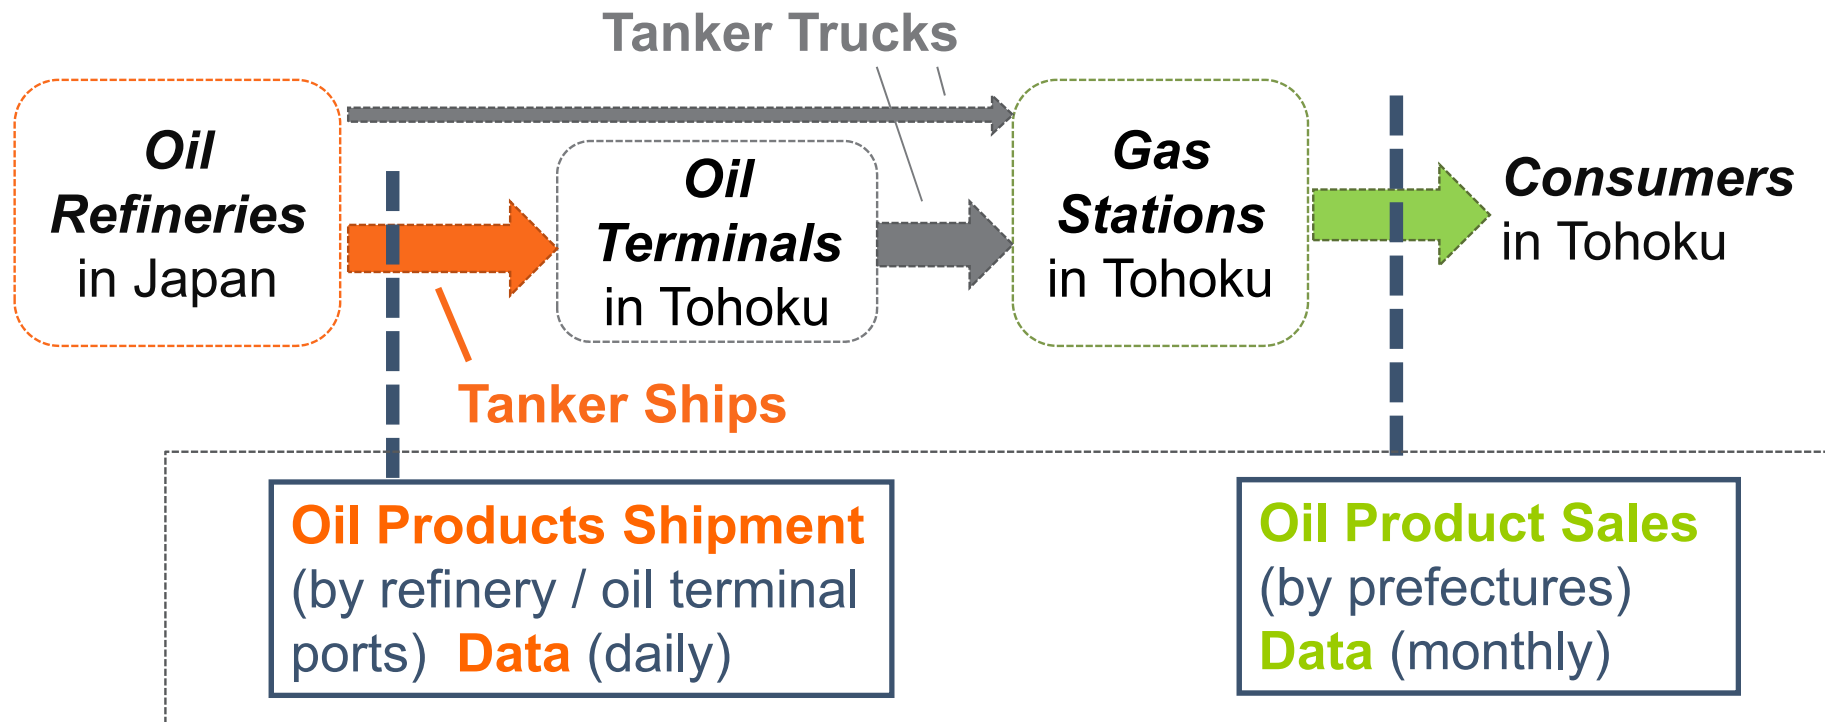 Tanker Trucks
Oil
Refineries
in Japan
Oil
Terminals
in Tohoku
Gas
Stations
in Tohoku
Consumers
in Tohoku
Tanker Ships
Oil Products Shipment
(by refinery / oil terminal
ports) Data (daily)
Oil Product Sales
(by prefectures)
Data (monthly)